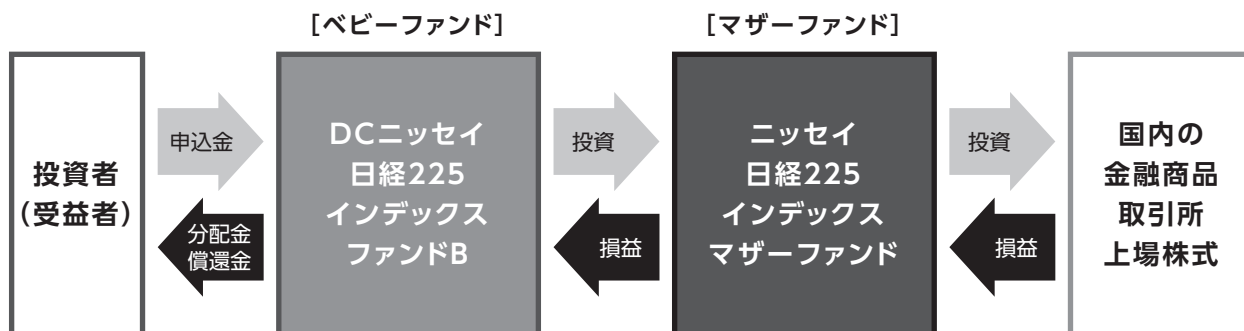 [ベビーファンド]
[マザーファンド]
投資者
(受益者)
申込金
分配金
償還金
DCニッセイ
日経225
インデックス
ファンドB
投資
損益
ニッセイ
日経225
インデックス
マザーファンド
投資
損益
国内の
金融商品
取引所
上場株式